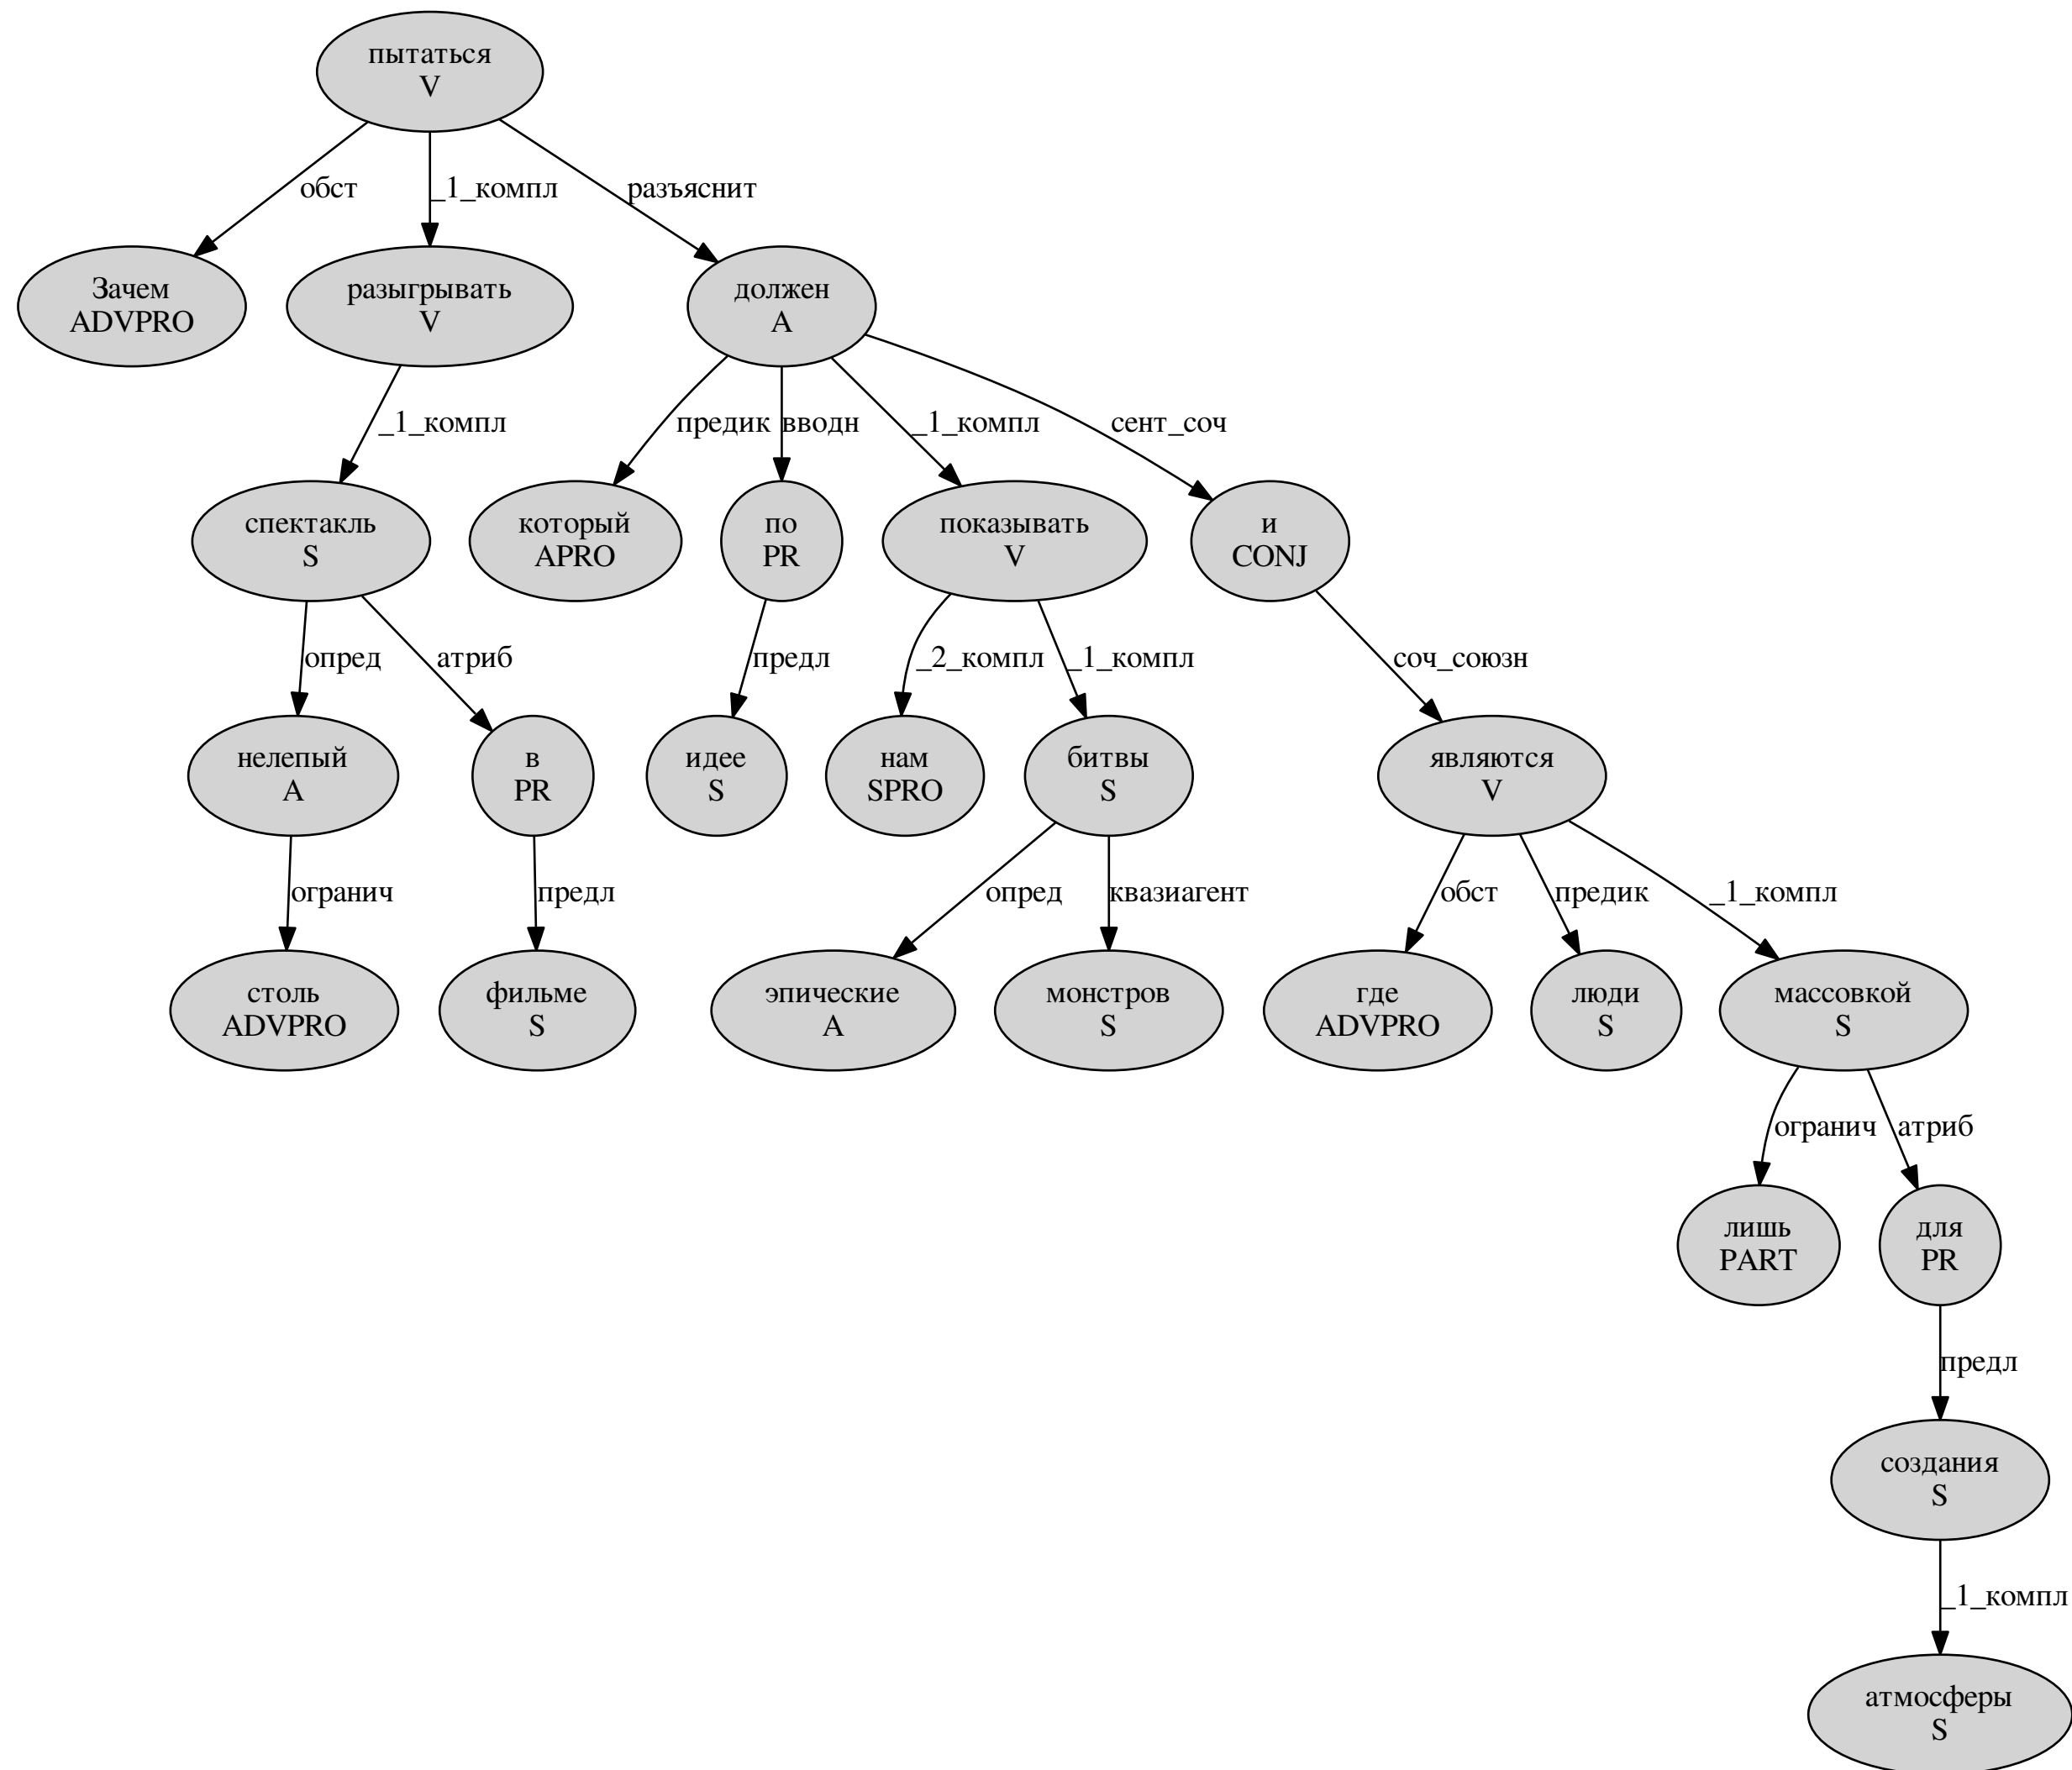 пытаться
V
обст
_1_компл
разъяснит
Зачем
ADVPRO
разыгрывать
V
должен
A
_1_компл
предик
вводн
_1_компл
сент_соч
спектакль
S
который
APRO
по
PR
показывать
V
и
CONJ
опред
атриб
предл
_2_компл
_1_компл
соч_союзн
нелепый
A
в
PR
идее
S
нам
SPRO
битвы
S
являются
V
огранич
предл
опред
квазиагент
обст
предик
_1_компл
столь
ADVPRO
фильме
S
эпические
A
монстров
S
где
ADVPRO
люди
S
массовкой
S
огранич
атриб
лишь
PART
для
PR
предл
создания
S
_1_компл
атмосферы
S